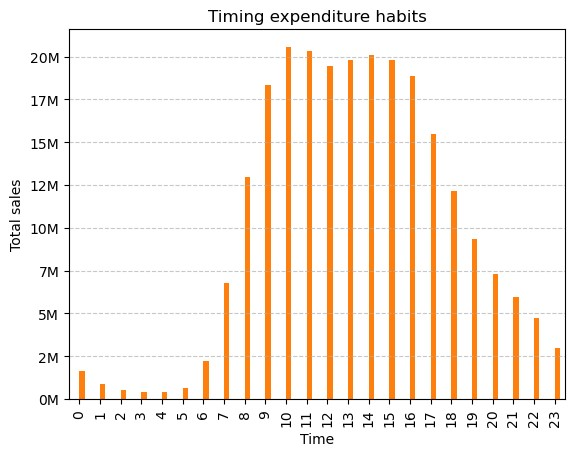 Timing expenditure habits
20M
17M
15M
12M
10M
7M
5M
2M
0M
Total sales
0 1 2 3 4 5 6 7 8 9 10 11 12 13 14 15 16 17 18 19 20 21 22 23
Time